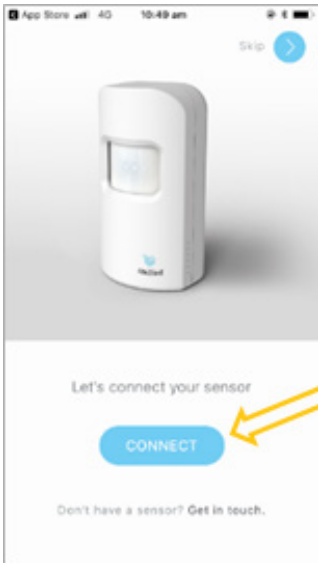 App Store 4G 10:49 am
Skip
Let's connect your sensor
CONNECT
Don't have a sensor? Get in touch.